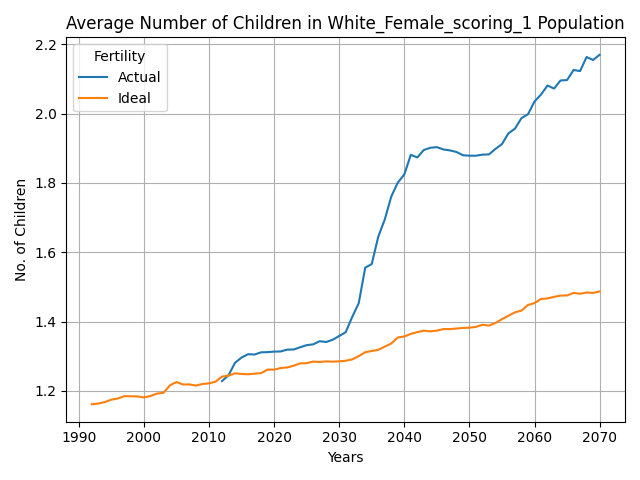 Average Number of Children in White_Female_scoring_1 Population
Fertility
Actual
Ideal
No. of Children
2.2
2.0
1.8
1.6
1.4
1.2
1990 2000 2010 2020 2030 2040 2050 2060 2070
Years